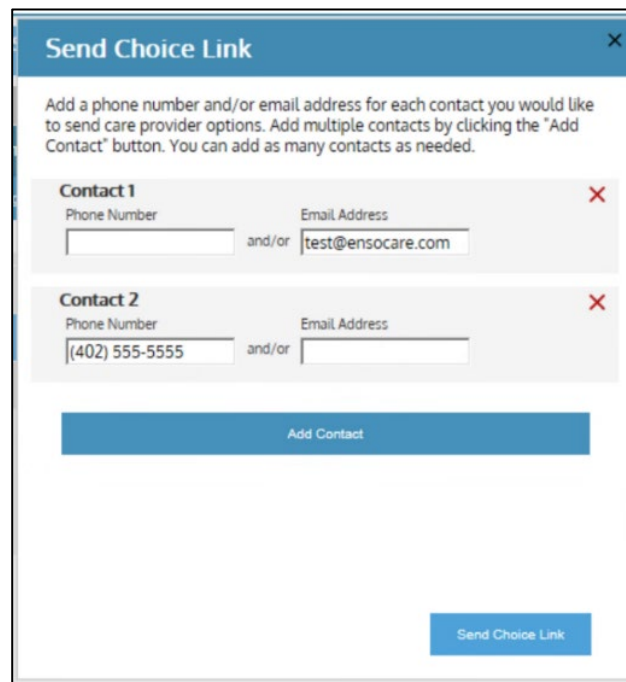 Send Choice Link
Add a phone number and/or email address for each contact you would like
to send care provider options. Add multiple contacts by clicking the "Add
Contact" button. You can add as many contacts as needed.
Contact 1
Phone Number Email Address
and/or test@ensocare.com
Contact 2
Phone Number Email Address
(402) 555-5555 and/or
Add Contact
Send Choice Link